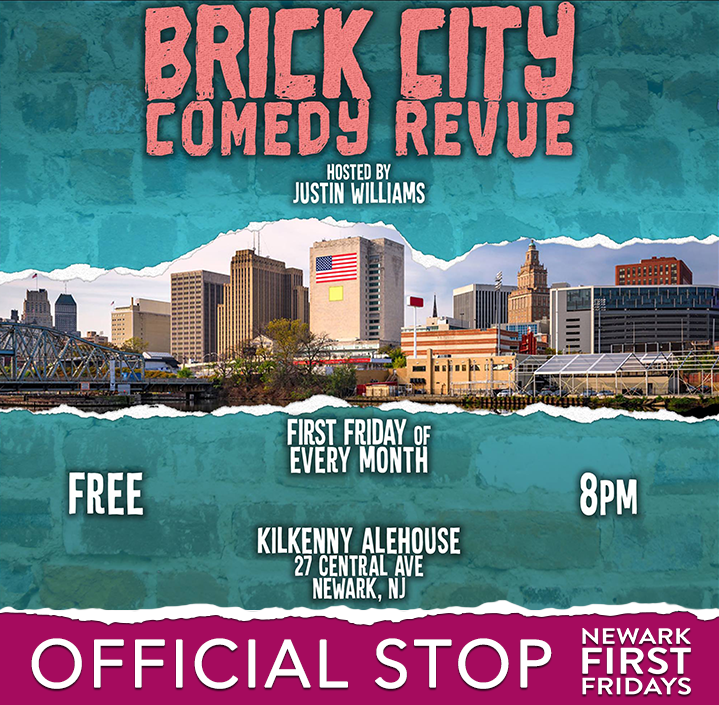 BRICK CITY
COMEDY REVUE
HOSTED BY
JUSTIN WILLIAMS
FIRST FRIDAY OF
EVERY MONTH
FREE
8PM
KILKENNY ALEHOUSE
27 CENTRAL AVE
NEWARK, NJ
OFFICIAL STOP
NEWARK
FIRST
FRIDAYS